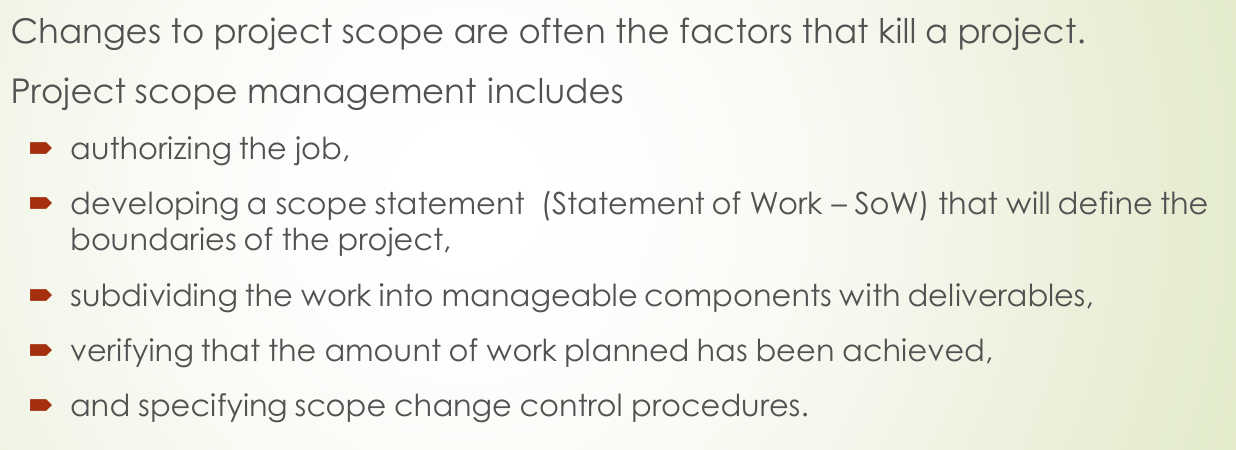 Changes to project scope are often the factors that kill a project.
Project scope management includes
authorizing the job,
developing a scope statement  (Statement of Work – SoW) that will define the
boundaries of the project,
subdividing the work into manageable components with deliverables,
verifying that the amount of work planned has been achieved,
and specifying scope change control procedures.